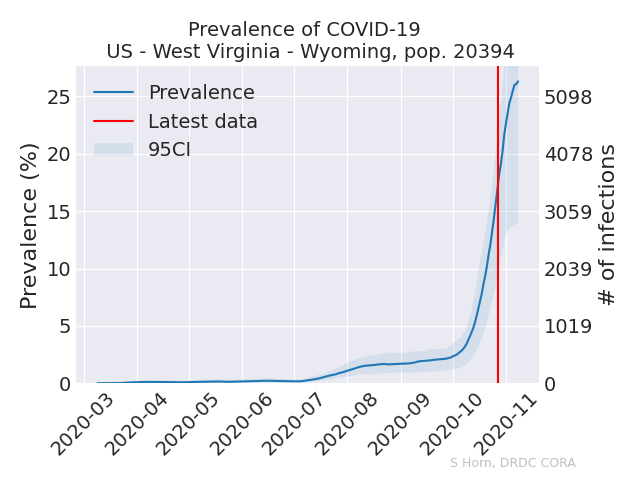 Prevalence of COVID-19
US - West Virginia - Wyoming, pop. 20394
Prevalence
Latest data
95CI
Prevalence (%)
25
20
15
10
5
0
5098
4078
3059
2039
1019
0
# of infections
2020-03
2020-04
2020-05
2020-06
2020-07
2020-08
2020-09
2020-10
2020-11
S Horn, DRDC CORA